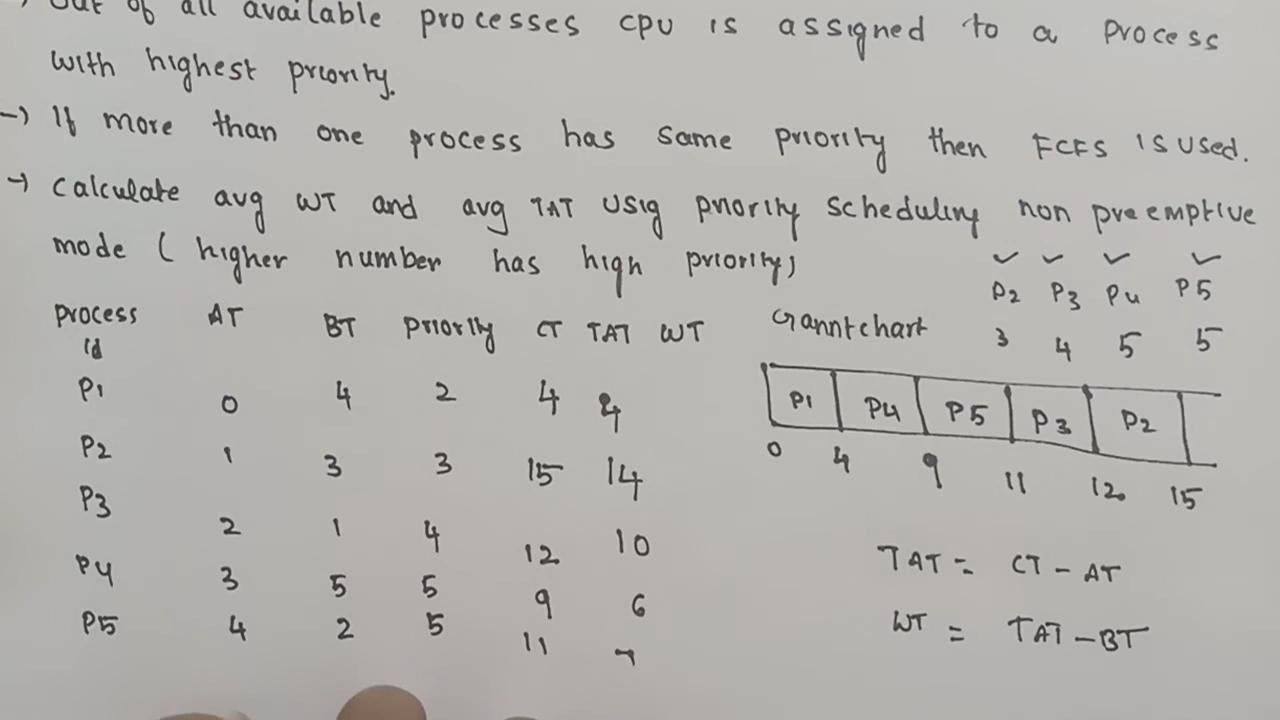 Out of all available processes CPU is assigned to a process
with highest priority.
→ If more than one process has same priority then FCFS is used.
→ calculate avg WT and avg TAT usig priority scheduling non preemptive
mode ( higher number has high priority)
P2 P3 P4 P5
3 4 5 5
process Id AT BT priority CT TAT WT
P1 0 4 2 4 4
P2 1 3 3 15 14
P3 2 1 4 12 10
P4 3 5 5 9 6
P5 4 2 5 11 7
Ganntchart
P1 P4 P5 P3 P2
0 4 9 11 12 15
TAT = CT - AT
WT = TAT - BT